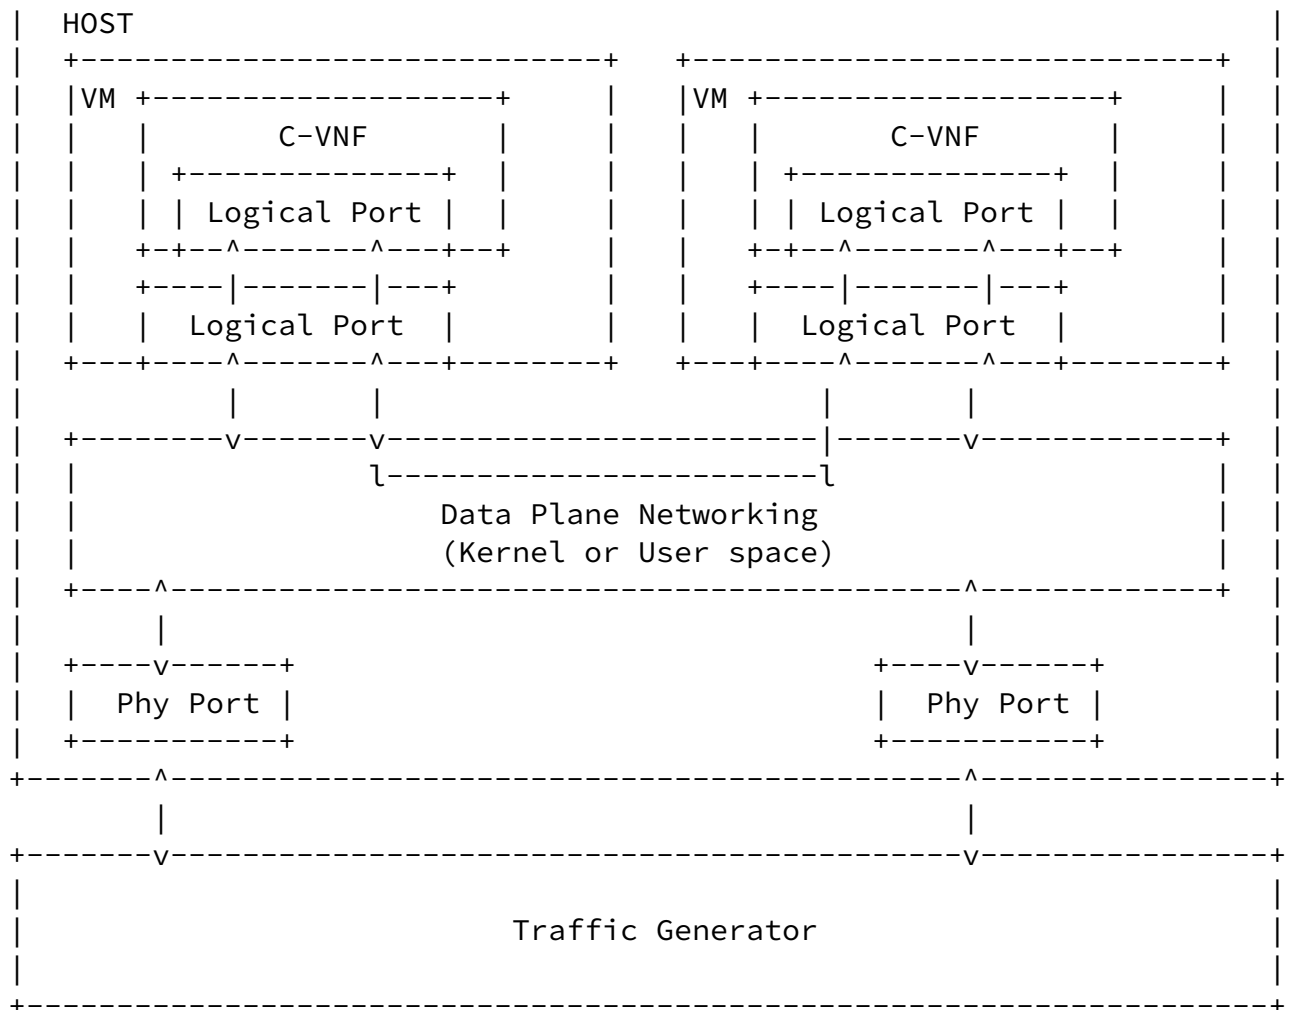 HOST
VM VM
C-VNF C-VNF
Logical Port Logical Port
Logical Port Logical Port
Data Plane Networking
(Kernel or User space)
Phy Port Phy Port
Traffic Generator